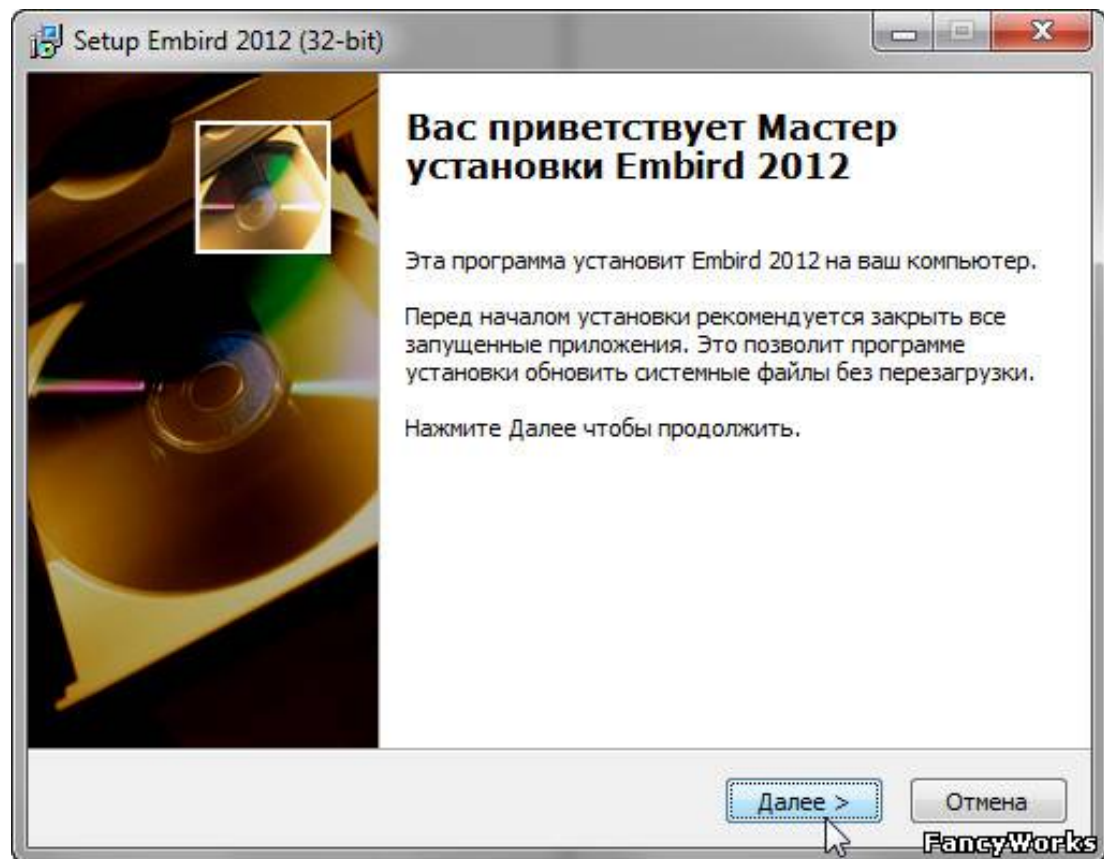 Setup Embird 2012 (32-bit)
Вас приветствует Мастер
установки Embird 2012
Эта программа установит Embird 2012 на ваш компьютер.
Перед началом установки рекомендуется закрыть все
запущенные приложения. Это позволит программе
установки обновить системные файлы без перезагрузки.
Нажмите Далее чтобы продолжить.
Далее >
Отмена
FancyWorks